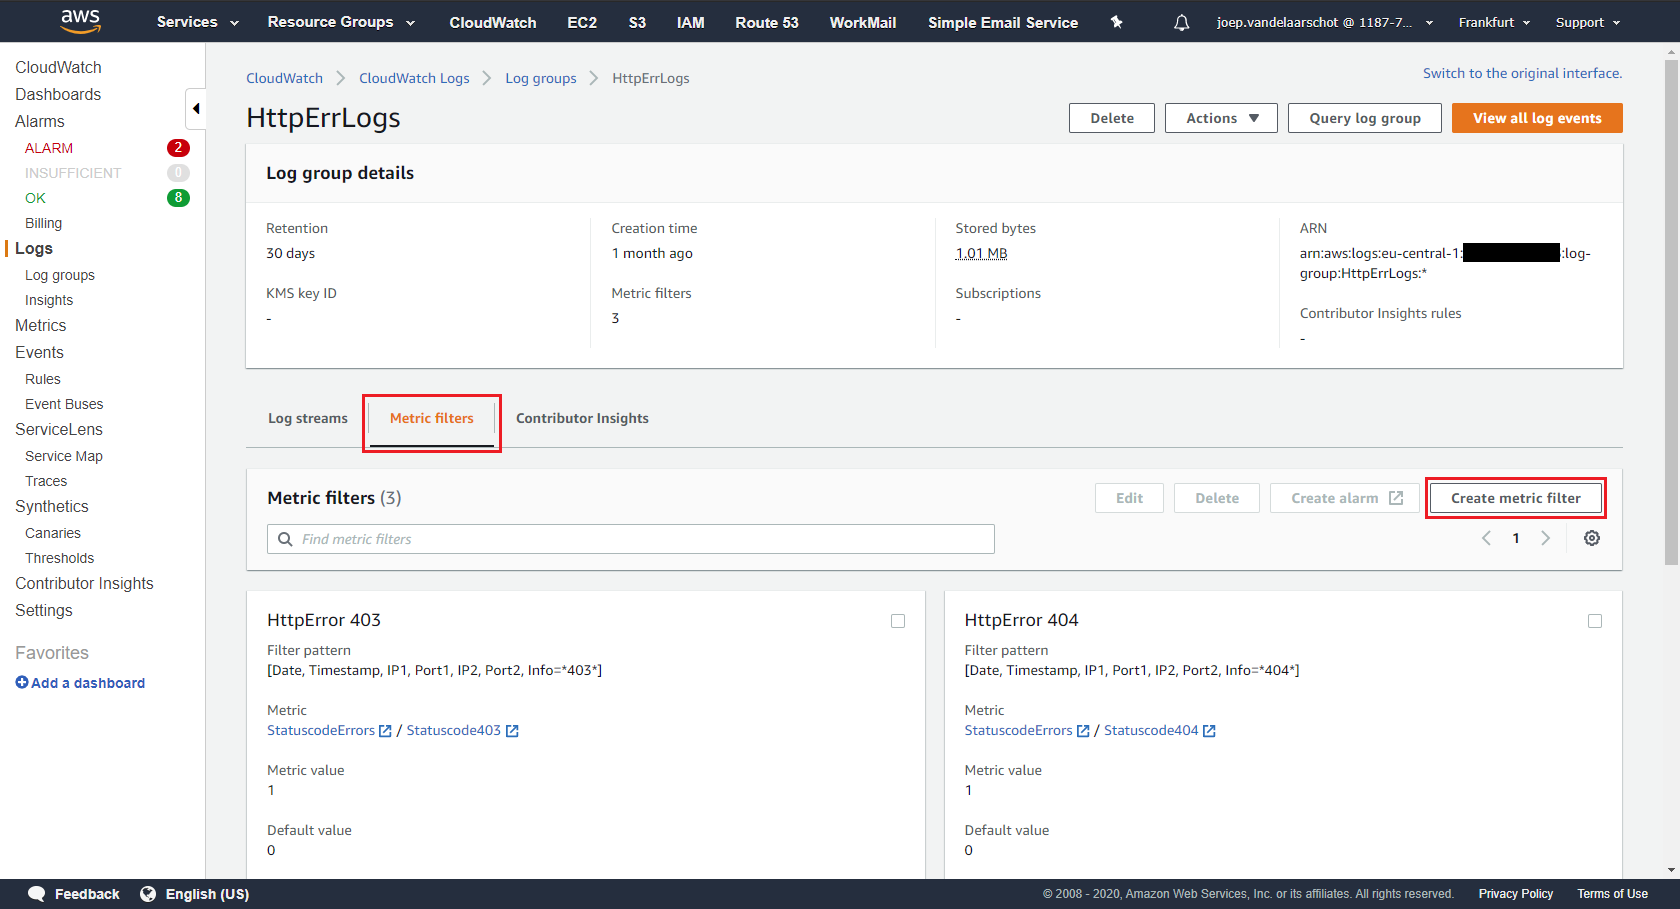 aws Services Resource Groups CloudWatch EC2 S3 IAM Route 53 WorkMail Simple Email Service joep.vandelaarschot @ 1187-7... Frankfurt Support
CloudWatch
Dashboards
Alarms
ALARM 2
INSUFFICIENT 0
OK 8
Billing
Logs
Log groups
Insights
Metrics
Events
Rules
Event Buses
ServiceLens
Service Map
Traces
Synthetics
Canaries
Thresholds
Contributor Insights
Settings
Favorites
Add a dashboard
CloudWatch CloudWatch Logs Log groups HttpErrLogs
Switch to the original interface.
HttpErrLogs
Delete Actions Query log group View all log events
Log group details
Retention
30 days
KMS key ID
-
Creation time
1 month ago
Metric filters
3
Stored bytes
1.01 MB
Subscriptions
-
ARN
arn:aws:logs:eu-central-1: :log-
group:HttpErrLogs:*
Contributor Insights rules
-
Log streams Metric filters Contributor Insights
Metric filters (3)
Edit Delete Create alarm Create metric filter
Find metric filters
1
HttpError 403
Filter pattern
[Date, Timestamp, IP1, Port1, IP2, Port2, Info=*403*]
Metric
StatuscodeErrors / Statuscode403
Metric value
1
Default value
0
HttpError 404
Filter pattern
[Date, Timestamp, IP1, Port1, IP2, Port2, Info=*404*]
Metric
StatuscodeErrors / Statuscode404
Metric value
1
Default value
0
Feedback English (US) © 2008 - 2020, Amazon Web Services, Inc. or its affiliates. All rights reserved. Privacy Policy Terms of Use